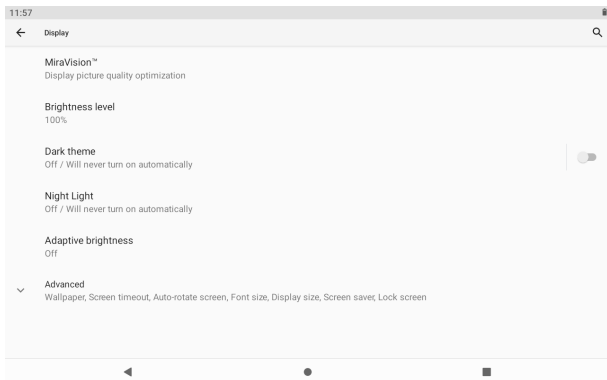 11:57
Display
MiraVision™
Display picture quality optimization
Brightness level
100%
Dark theme
Off / Will never turn on automatically
Night Light
Off / Will never turn on automatically
Adaptive brightness
Off
Advanced
Wallpaper, Screen timeout, Auto-rotate screen, Font size, Display size, Screen saver, Lock screen